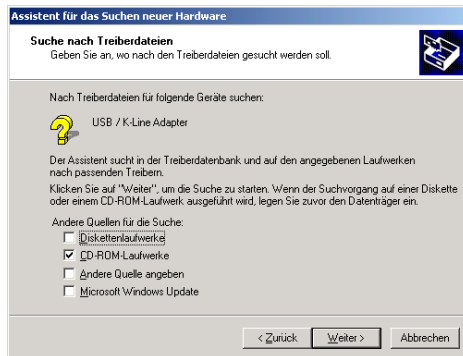 Assistent für das Suchen neuer Hardware
Suche nach Treiberdateien
Geben Sie an, wo nach den Treiberdateien gesucht werden soll.
Nach Treiberdateien für folgende Geräte suchen:
USB / K-Line Adapter
Der Assistent sucht in der Treiberdatenbank und auf den angegebenen Laufwerken
nach passenden Treibern.
Klicken Sie auf "Weiter", um die Suche zu starten. Wenn der Suchvorgang auf einer Diskette
oder einem CD-ROM-Laufwerk ausgeführt wird, legen Sie zuvor den Datenträger ein.
Andere Quellen für die Suche:
Diskettenlaufwerke
CD-ROM-Laufwerke
Andere Quelle angeben
Microsoft Windows Update
< Zurück Weiter > Abbrechen